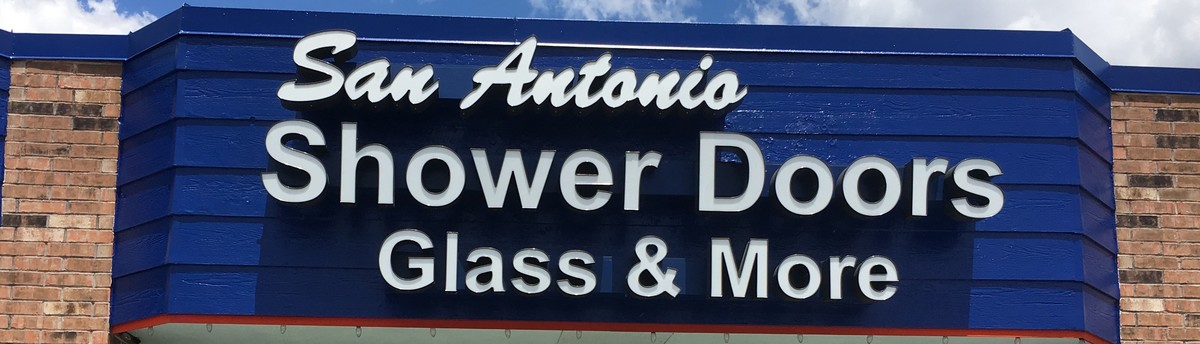 San Antonio
Shower Doors
Glass & More